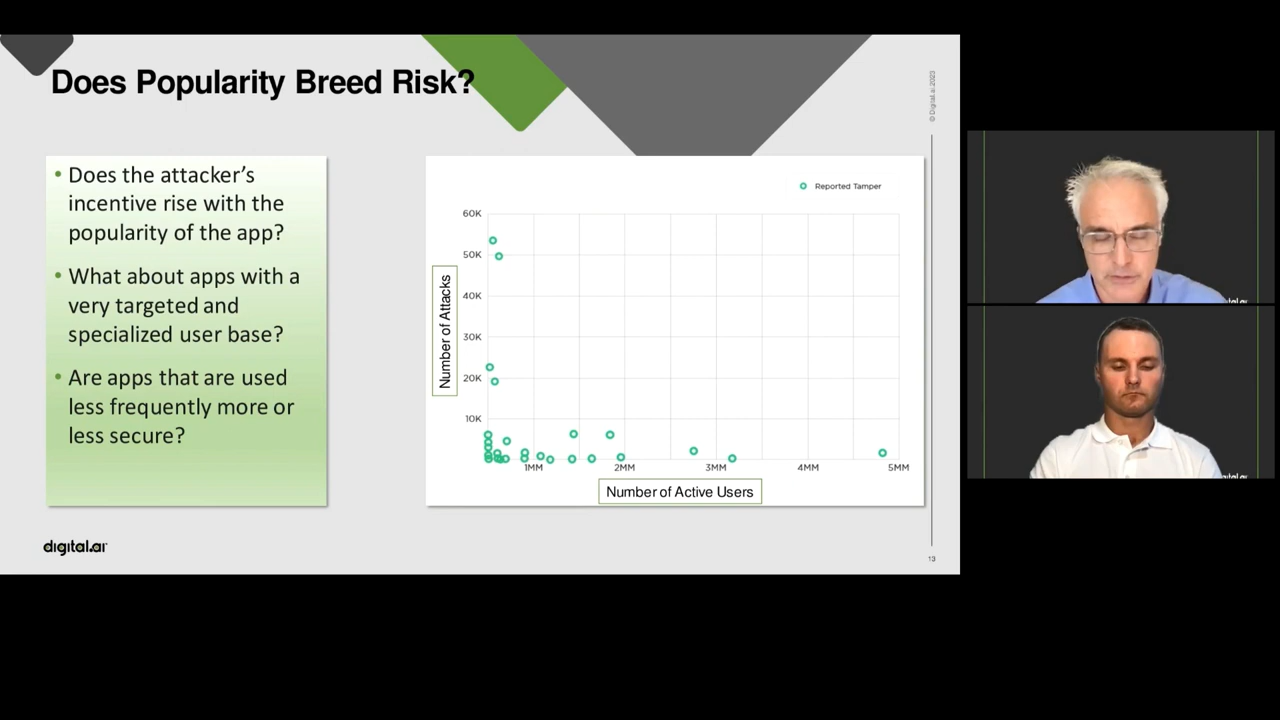 Does Popularity Breed Risk?
© Digital.ai 2023
• Does the attacker's
incentive rise with the
popularity of the app?
• What about apps with a
very targeted and
specialized user base?
• Are apps that are used
less frequently more or
less secure?
Reported Tamper
60K
50K
40K
30K
20K
10K
Number of Attacks
1MM
2MM
3MM
4MM
5MM
Number of Active Users
digital.ai
13